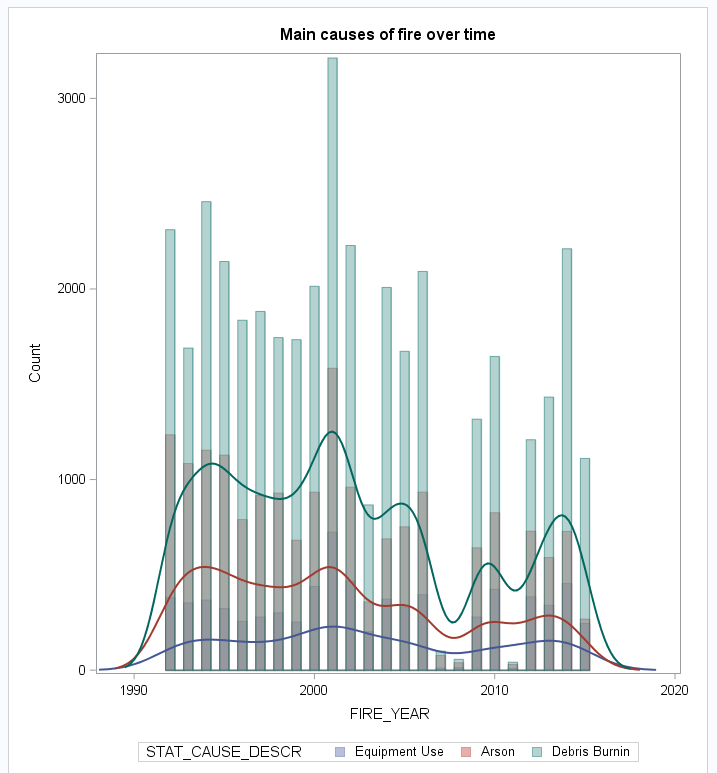 Main causes of fire over time
3000
2000
1000
0
Count
1990 2000 2010 2020
FIRE_YEAR
STAT_CAUSE_DESCR Equipment Use Arson Debris Burnin